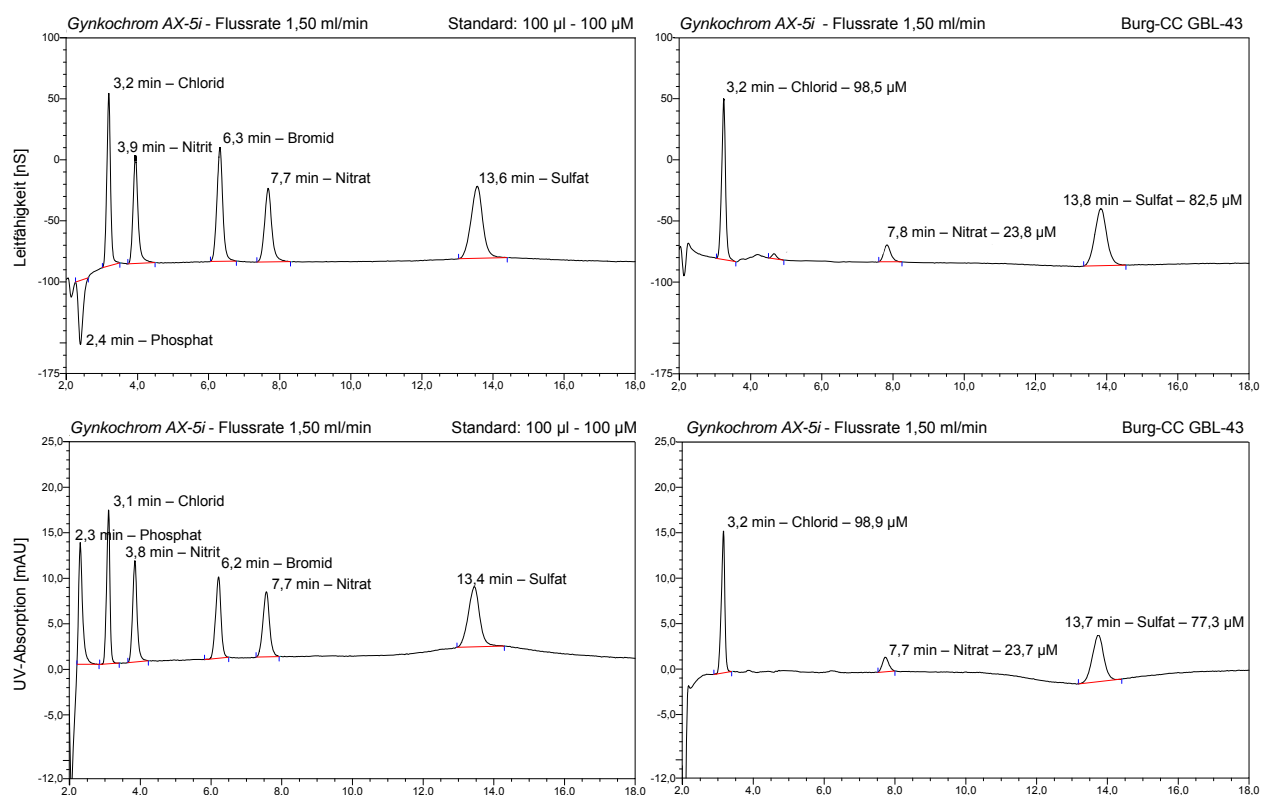 Gynkochrom AX-5i - Flussrate 1,50 ml/min Standard: 100 µl - 100 µM
100
50
0
-50
-100
-175
Leitfähigkeit [nS]
3,2 min – Chlorid
3,9 min – Nitrit
6,3 min – Bromid
7,7 min – Nitrat
13,6 min – Sulfat
2,4 min – Phosphat
2,0 4,0 6,0 8,0 10,0 12,0 14,0 16,0 18,0
Gynkochrom AX-5i - Flussrate 1,50 ml/min Burg-CC GBL-43
100
50
0
-50
-100
-175
3,2 min – Chlorid – 98,5 µM
7,8 min – Nitrat – 23,8 µM
13,8 min – Sulfat – 82,5 µM
2,0 4,0 6,0 8,0 10,0 12,0 14,0 16,0 18,0
Gynkochrom AX-5i - Flussrate 1,50 ml/min Standard: 100 µl - 100 µM
25,0
20,0
15,0
10,0
5,0
0,0
-5,0
-12,0
UV-Absorption [mAU]
3,1 min – Chlorid
2,3 min – Phosphat
3,8 min – Nitrit
6,2 min – Bromid
7,7 min – Nitrat
13,4 min – Sulfat
2,0 4,0 6,0 8,0 10,0 12,0 14,0 16,0 18,0
Gynkochrom AX-5i - Flussrate 1,50 ml/min Burg-CC GBL-43
25,0
20,0
15,0
10,0
5,0
0,0
-5,0
-12,0
3,2 min – Chlorid – 98,9 µM
7,7 min – Nitrat – 23,7 µM
13,7 min – Sulfat – 77,3 µM
2,0 4,0 6,0 8,0 10,0 12,0 14,0 16,0 18,0